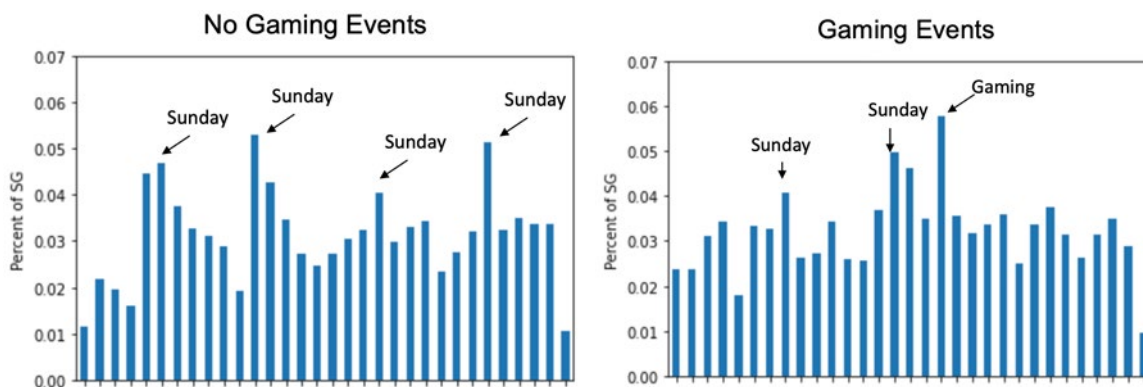 No Gaming Events
Percent of SG
0.07
0.06
0.05
0.04
0.03
0.02
0.01
0.00
Sunday
Sunday
Sunday
Sunday
Gaming Events
Percent of SG
0.07
0.06
0.05
0.04
0.03
0.02
0.01
0.00
Sunday
Sunday
Gaming